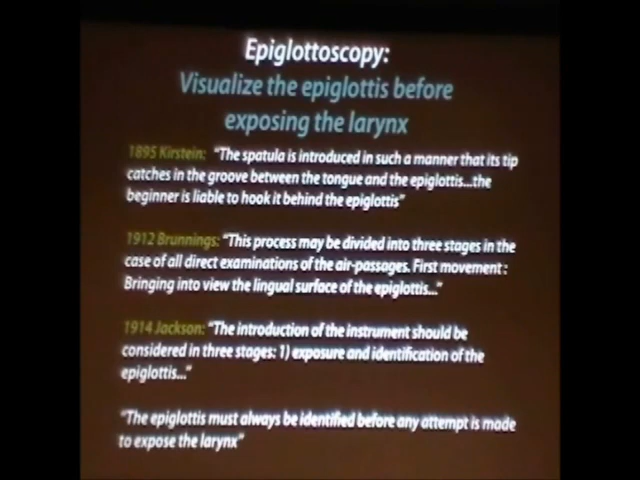 Epiglottoscopy:
Visualize the epiglottis before
exposing the larynx
1895 Kirstein: "The spatula is introduced in such a manner that its tip
catches in the groove between the tongue and the epiglottis...the
beginner is liable to hook it behind the epiglottis"
1912 Brunnings: "This process may be divided into three stages in the
case of all direct examinations of the air-passages. First movement:
Bringing into view the lingual surface of the epiglottis..."
1914 Jackson: "The introduction of the instrument should be
considered in three stages: 1) exposure and identification of the
epiglottis..."
"The epiglottis must always be identified before any attempt is made
to expose the larynx"